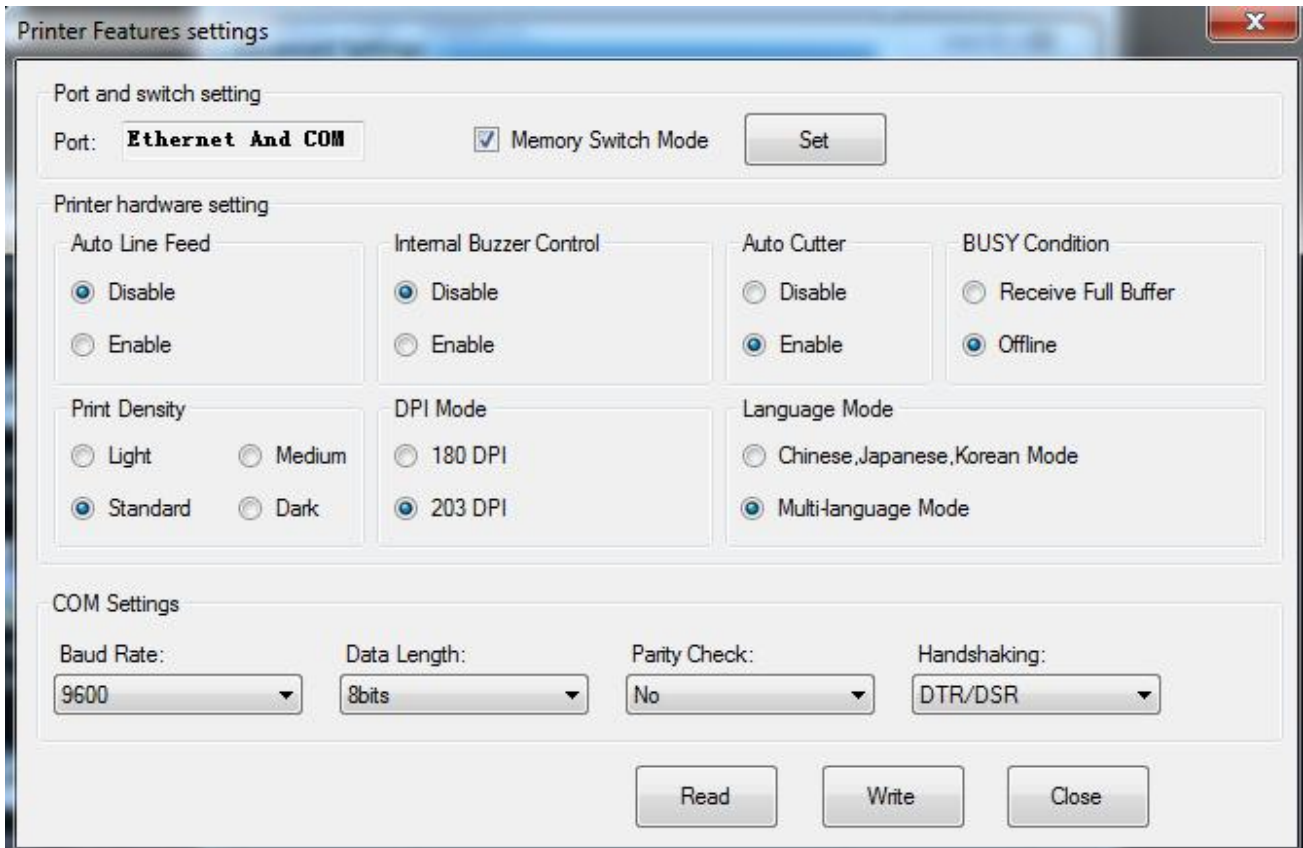 Printer Features settings
Port and switch setting
Port: Ethernet And COM Memory Switch Mode Set
Printer hardware setting
Auto Line Feed Internal Buzzer Control Auto Cutter BUSY Condition
Disable Disable Disable Receive Full Buffer
Enable Enable Enable Offline
Print Density DPI Mode Language Mode
Light Medium 180 DPI Chinese,Japanese,Korean Mode
Standard Dark 203 DPI Multi-language Mode
COM Settings
Baud Rate: Data Length: Parity Check: Handshaking:
9600 8bits No DTR/DSR
Read Write Close